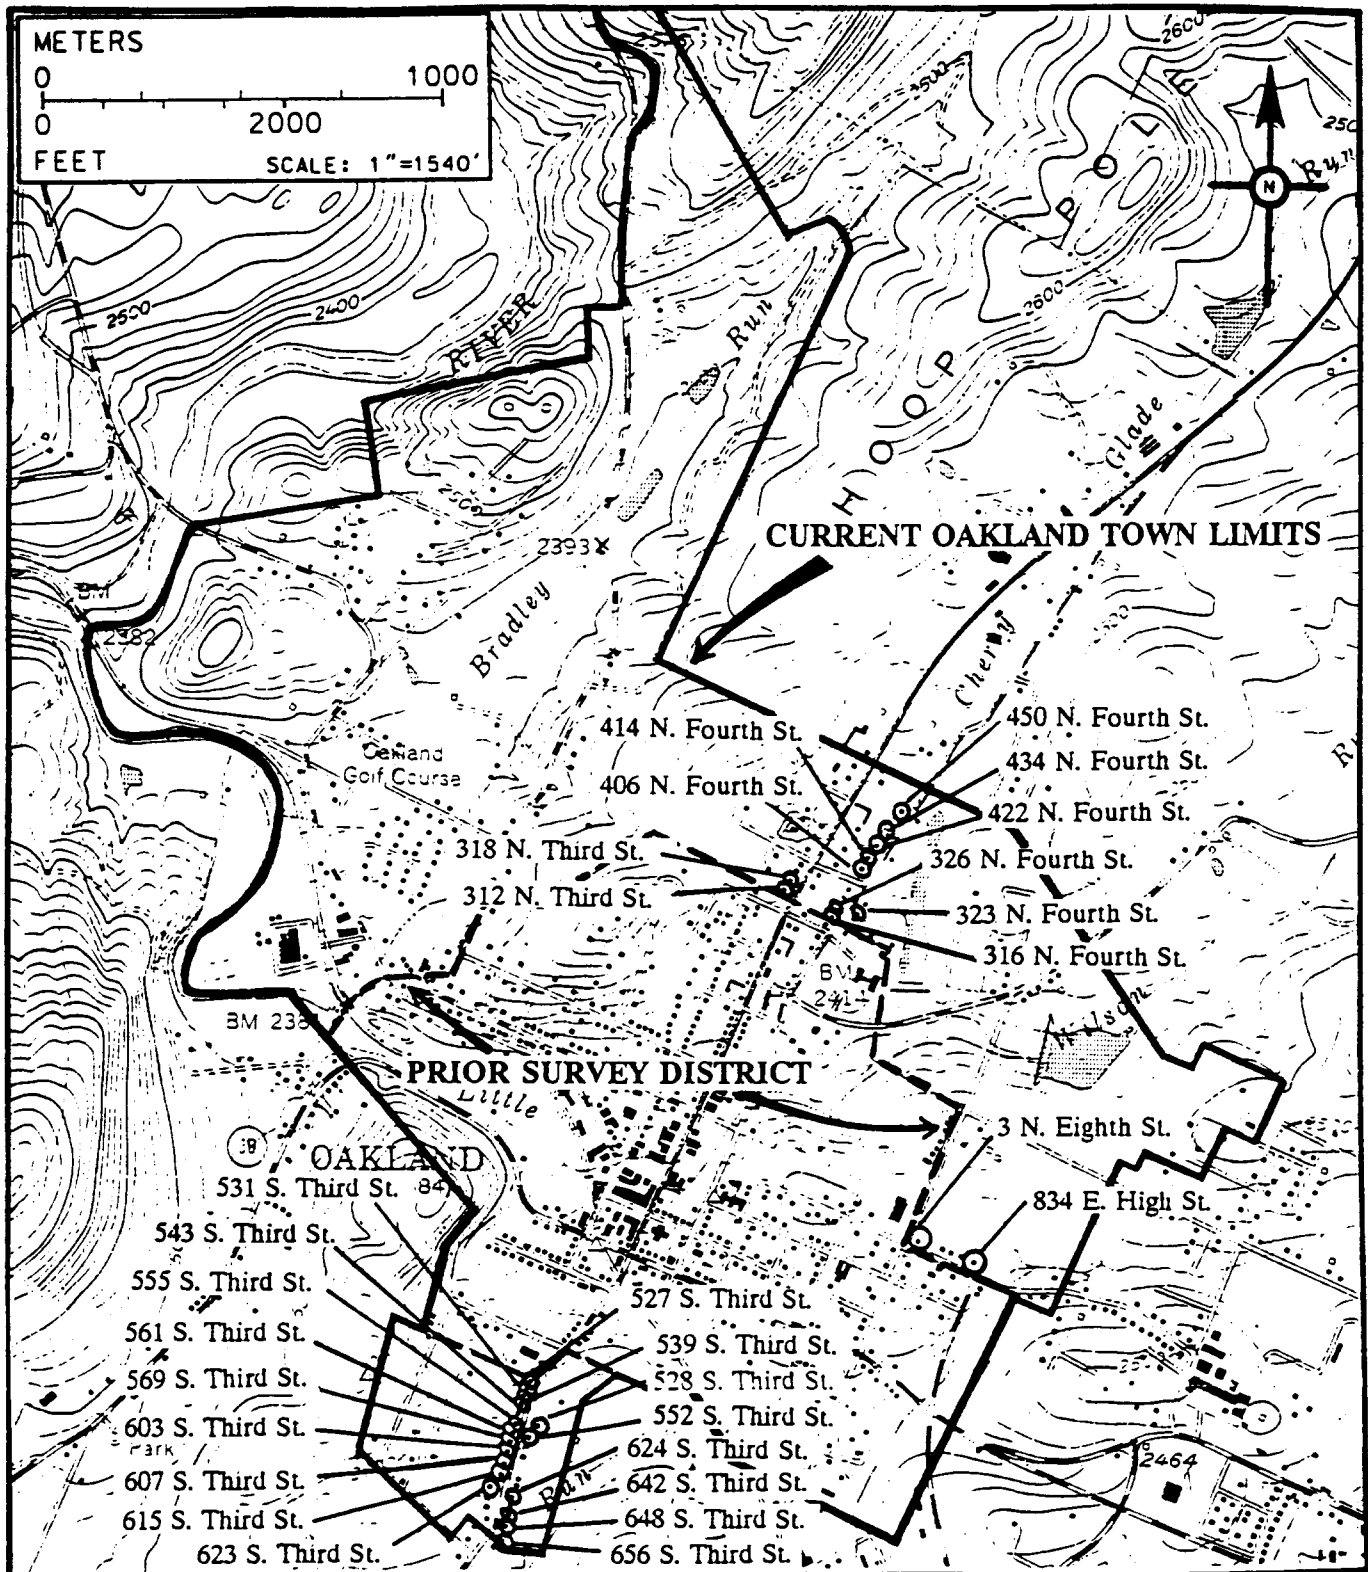 METERS
0 1000
0 2000
FEET SCALE: 1"=1540'
2600
2500
Run
N
P L E
H O O P
2600
2500
2400
RIVER
Run
Glade
CURRENT OAKLAND TOWN LIMITS
2393 X
BM
2382
Bradley
Cherry
Oakland
Golf Course
414 N. Fourth St.
450 N. Fourth St.
406 N. Fourth St.
434 N. Fourth St.
422 N. Fourth St.
318 N. Third St.
326 N. Fourth St.
312 N. Third St.
323 N. Fourth St.
316 N. Fourth St.
BM 238
Wilson
PRIOR SURVEY DISTRICT
Little
3 N. Eighth St.
OAKLAND
531 S. Third St.
834 E. High St.
543 S. Third St.
555 S. Third St.
527 S. Third St.
561 S. Third St.
539 S. Third St.
569 S. Third St.
528 S. Third St.
603 S. Third St.
552 S. Third St.
Park
624 S. Third St.
2464
607 S. Third St.
642 S. Third St.
Run
615 S. Third St.
648 S. Third St.
623 S. Third St.
656 S. Third St.